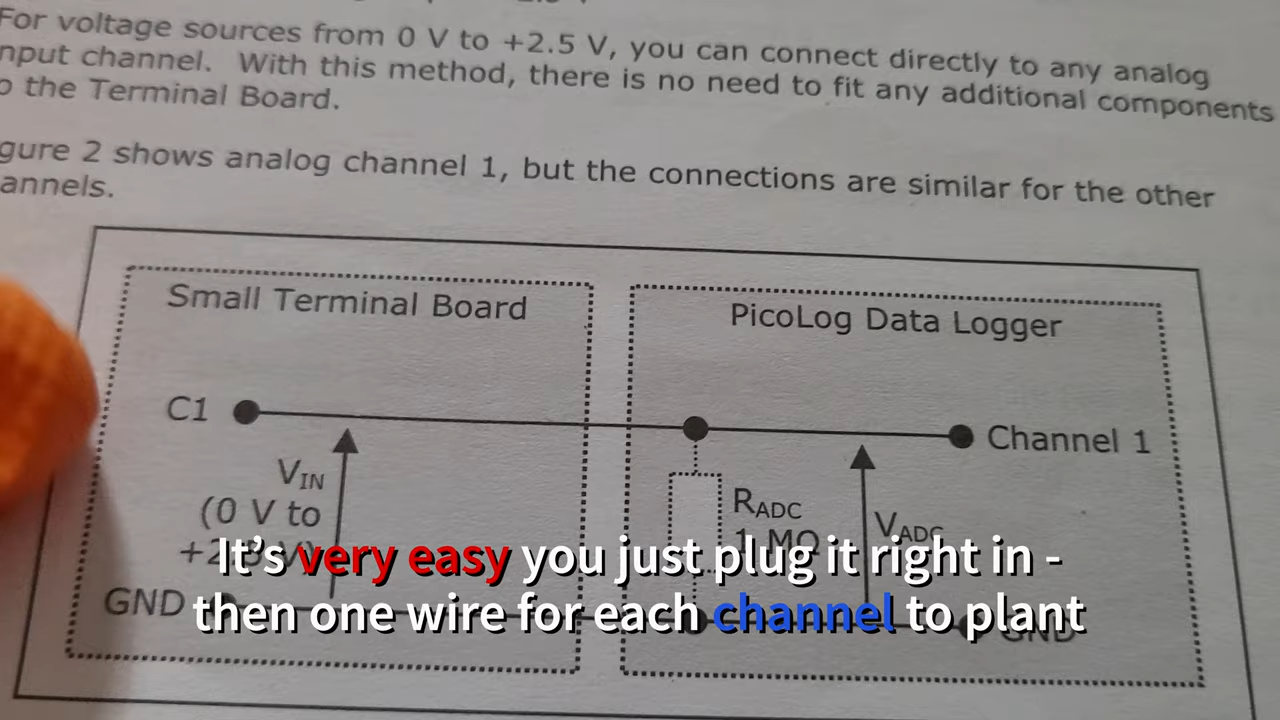 For voltage sources from 0 V to +2.5 V, you can connect directly to any analog
nput channel. With this method, there is no need to fit any additional components
o the Terminal Board.
gure 2 shows analog channel 1, but the connections are similar for the other
annels.
Small Terminal Board
PicoLog Data Logger
C1
Channel 1
VIN
(0 V to
RADC
1 MΩ
VADC
GND
GND
It's very easy you just plug it right in -
then one wire for each channel to plant